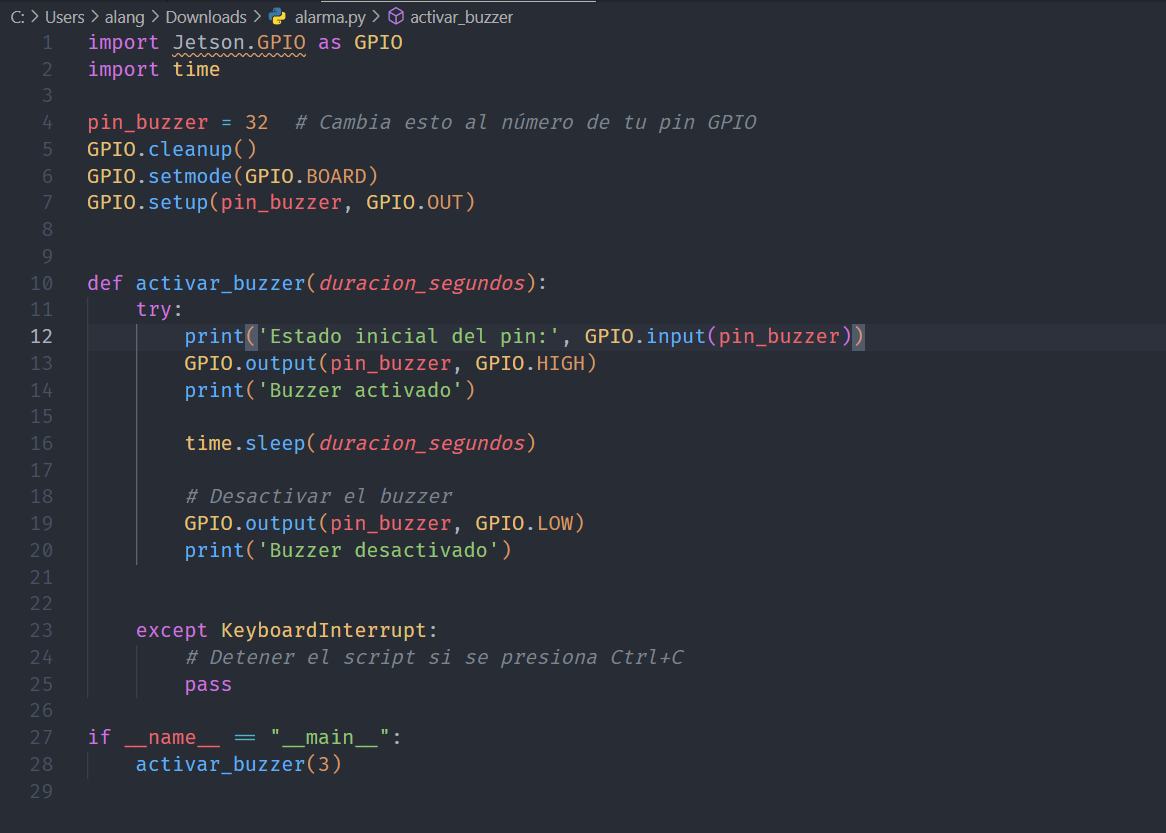 C: > Users > alang > Downloads > alarma.py > activar_buzzer
1 import Jetson.GPIO as GPIO
2 import time
3
4 pin_buzzer = 32  # Cambia esto al número de tu pin GPIO
5 GPIO.cleanup()
6 GPIO.setmode(GPIO.BOARD)
7 GPIO.setup(pin_buzzer, GPIO.OUT)
8
9
10 def activar_buzzer(duracion_segundos):
11     try:
12         print('Estado inicial del pin:', GPIO.input(pin_buzzer))
13         GPIO.output(pin_buzzer, GPIO.HIGH)
14         print('Buzzer activado')
15
16         time.sleep(duracion_segundos)
17
18         # Desactivar el buzzer
19         GPIO.output(pin_buzzer, GPIO.LOW)
20         print('Buzzer desactivado')
21
22
23     except KeyboardInterrupt:
24         # Detener el script si se presiona Ctrl+C
25         pass
26
27 if __name__ == "__main__":
28     activar_buzzer(3)
29